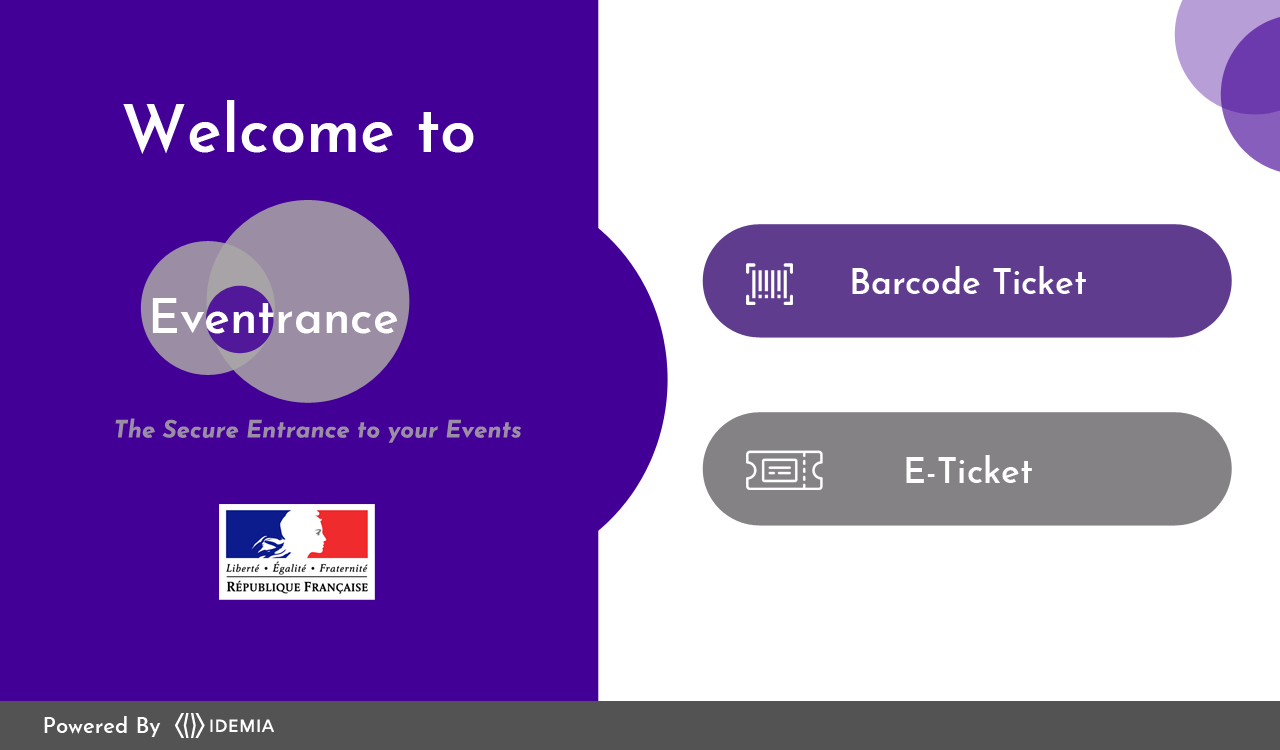 Welcome to
Eventrance
The Secure Entrance to your Events
Liberté • Égalité • Fraternité
RÉPUBLIQUE FRANÇAISE
Barcode Ticket
E-Ticket
Powered By IDEMIA